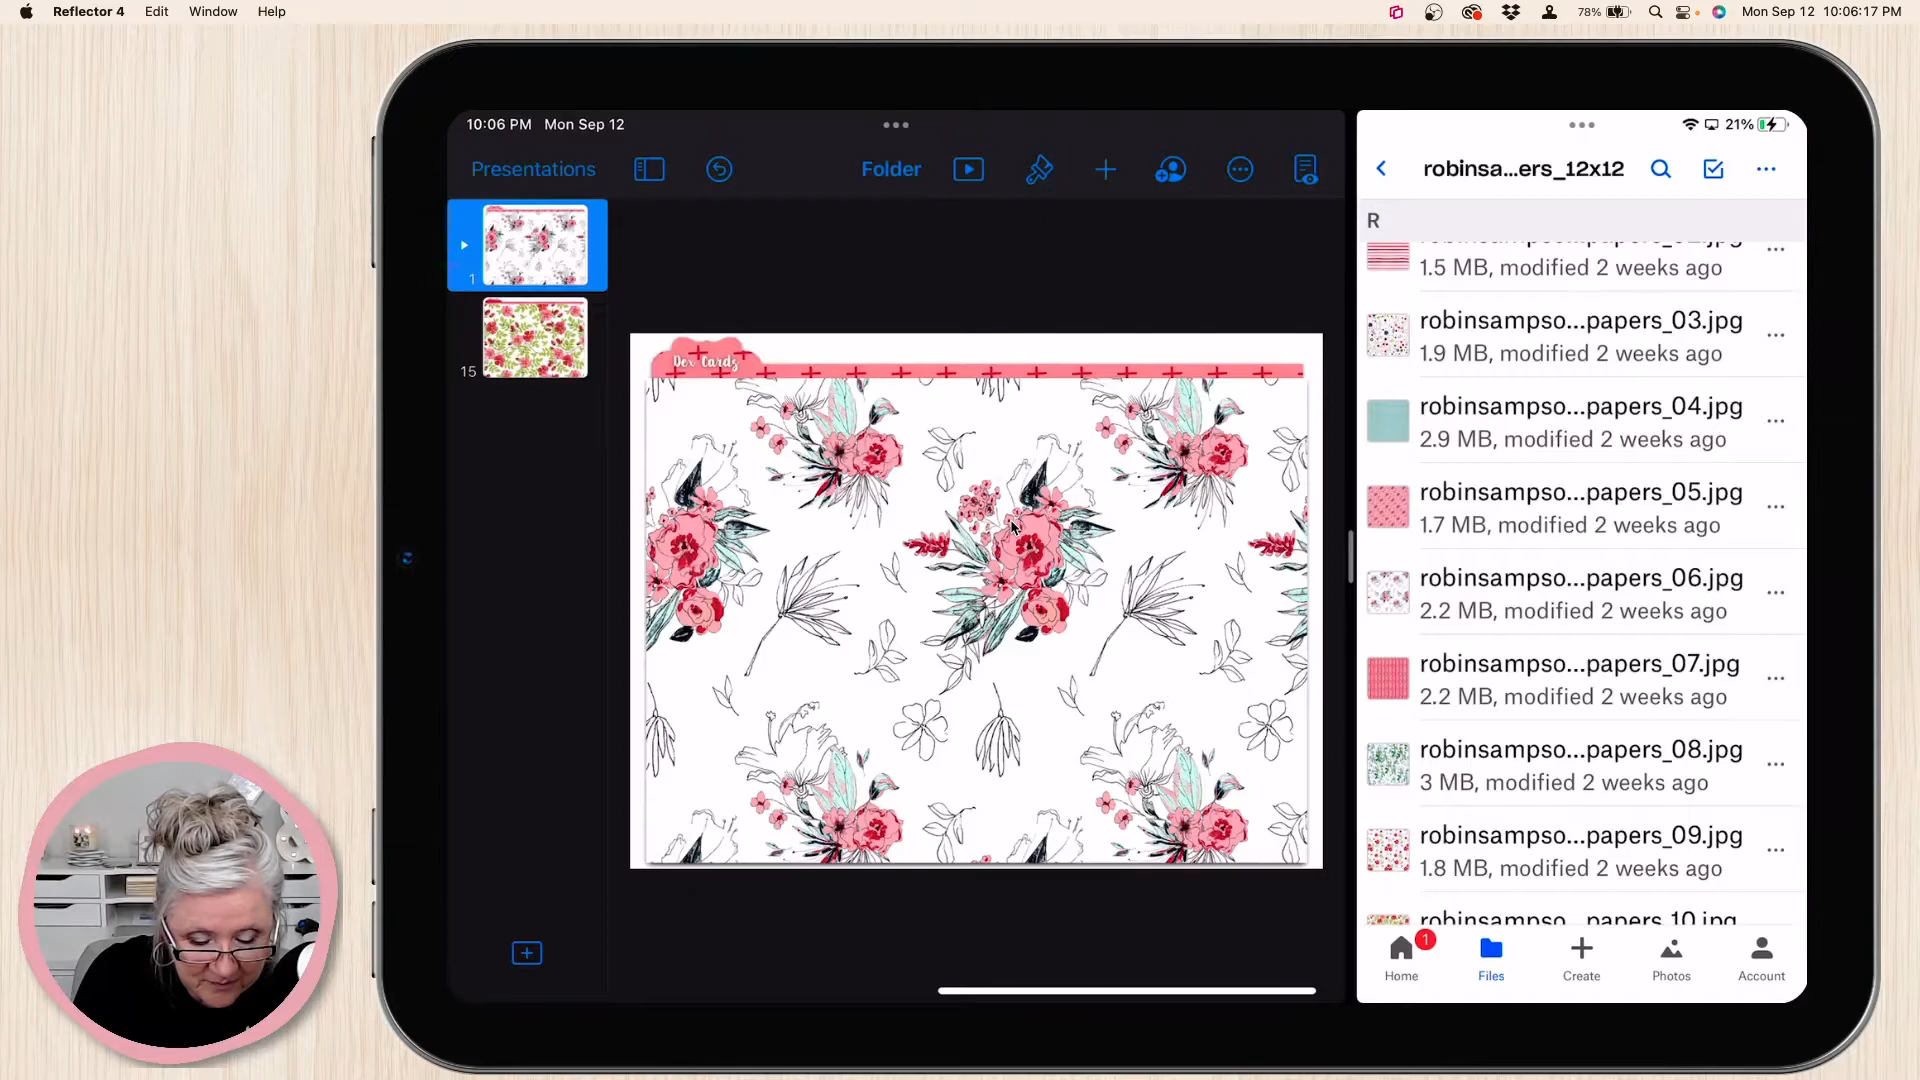 Reflector 4 Edit Window Help 78% Mon Sep 12 10:06:17 PM
10:06 PM Mon Sep 12
21%
Presentations Folder
robinsa...ers_12x12
R
1
15
Dex Cards
1.5 MB, modified 2 weeks ago
robinsampso...papers_03.jpg
1.9 MB, modified 2 weeks ago
robinsampso...papers_04.jpg
2.9 MB, modified 2 weeks ago
robinsampso...papers_05.jpg
1.7 MB, modified 2 weeks ago
robinsampso...papers_06.jpg
2.2 MB, modified 2 weeks ago
robinsampso...papers_07.jpg
2.2 MB, modified 2 weeks ago
robinsampso...papers_08.jpg
3 MB, modified 2 weeks ago
robinsampso...papers_09.jpg
1.8 MB, modified 2 weeks ago
robinsampso...papers_10.jpg
1
Home Files Create Photos Account